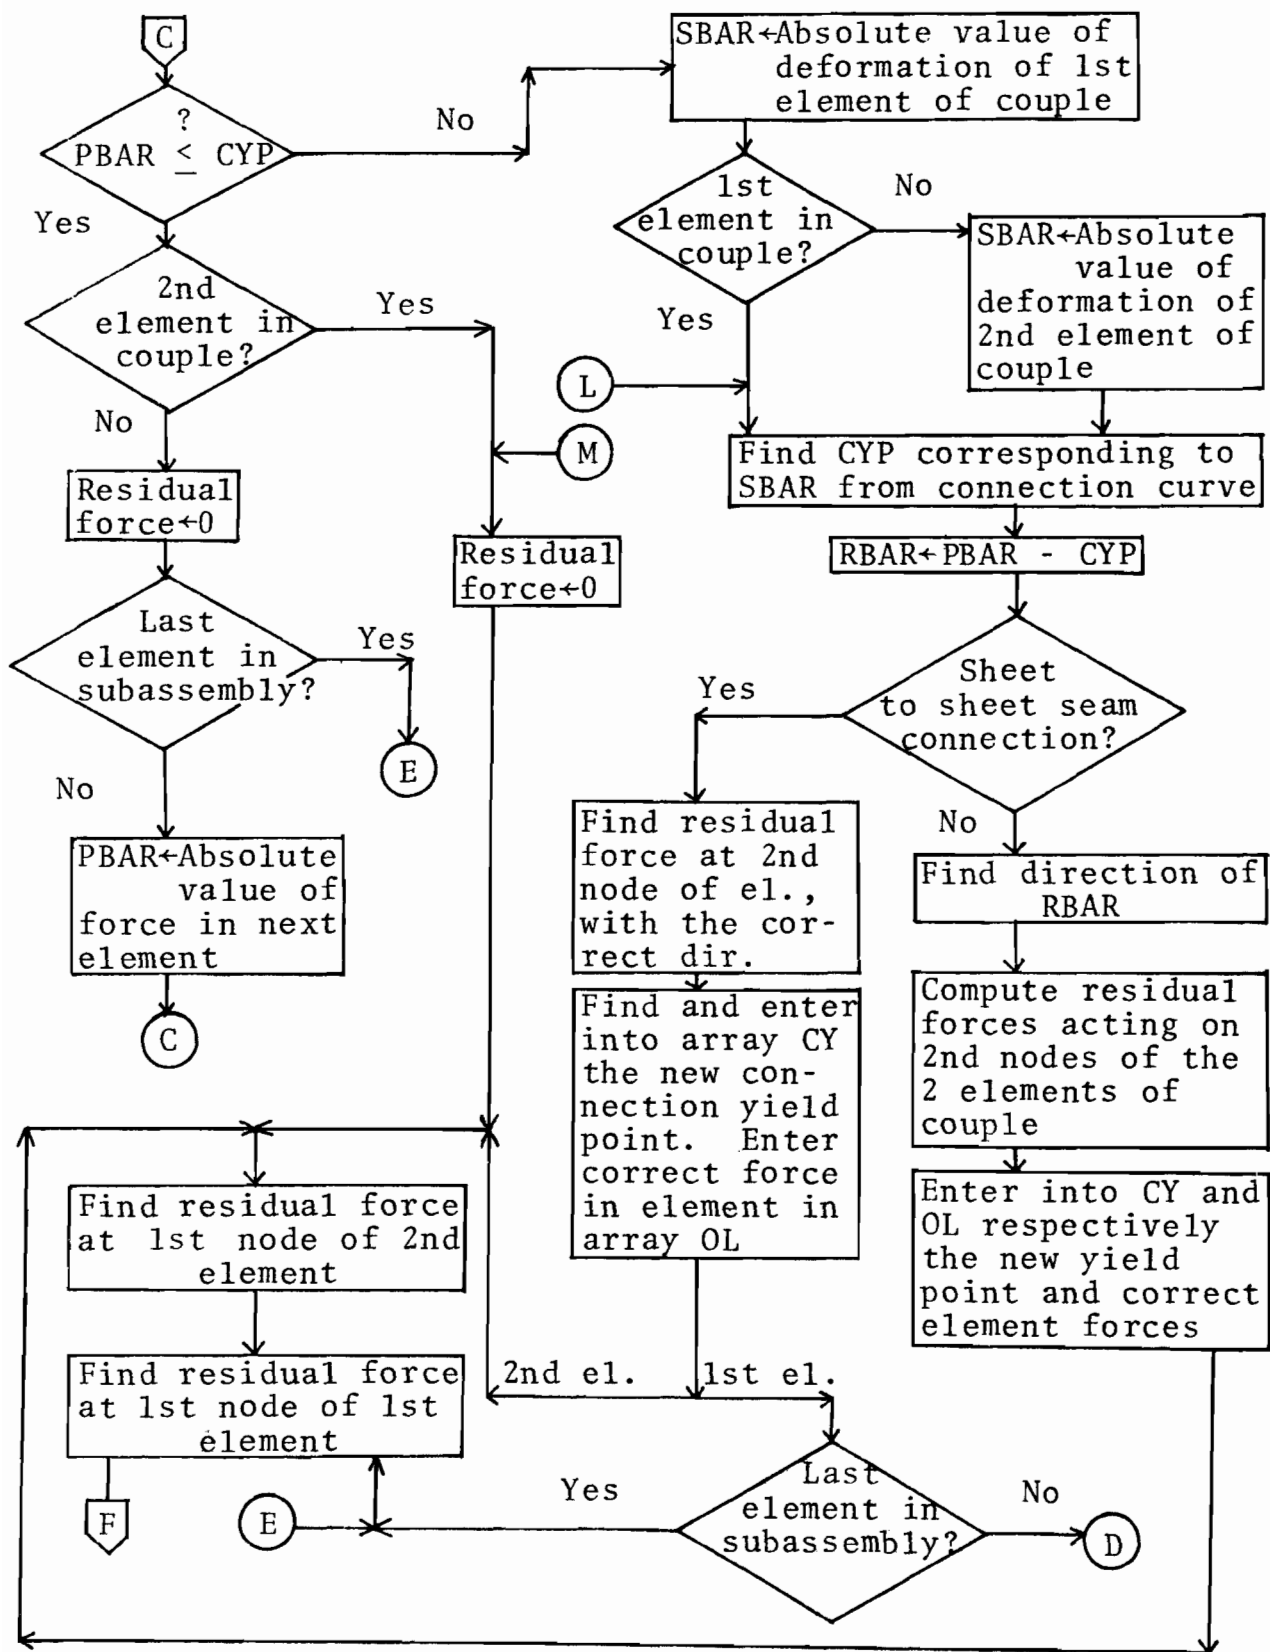 C
?
PBAR ≤ CYP
No
Yes
SBAR←Absolute value of
deformation of 1st
element of couple
1st
element in
couple?
No
Yes
SBAR←Absolute
value of
deformation of
2nd element of
couple
2nd
element in
couple?
Yes
No
L
M
Find CYP corresponding to
SBAR from connection curve
Residual
force←0
Residual
force←0
RBAR←PBAR - CYP
Last
element in
subassembly?
Yes
No
E
Sheet
to sheet seam
connection?
Yes
No
PBAR←Absolute
value of
force in next
element
C
Find residual
force at 2nd
node of el.,
with the cor-
rect dir.
Find direction of
RBAR
Find and enter
into array CY
the new con-
nection yield
point. Enter
correct force
in element in
array OL
Compute residual
forces acting on
2nd nodes of the
2 elements of
couple
Enter into CY and
OL respectively
the new yield
point and correct
element forces
Find residual force
at 1st node of 2nd
element
Find residual force
at 1st node of 1st
element
2nd el.
1st el.
F
E
Yes
Last
element in
subassembly?
No
D